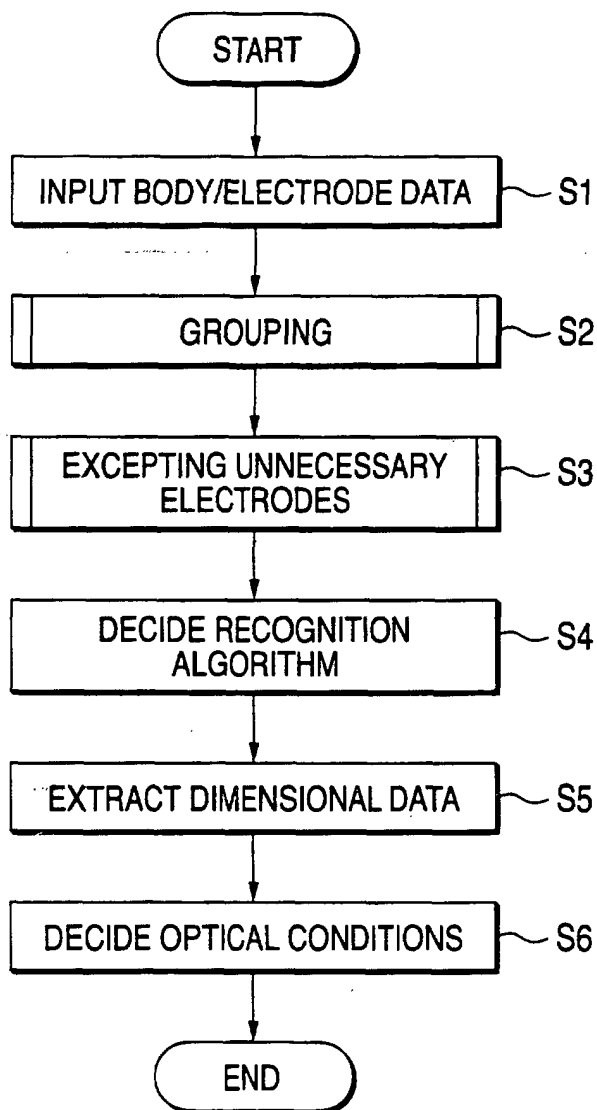 START
INPUT BODY/ELECTRODE DATA S1
GROUPING S2
EXCEPTING UNNECESSARY
ELECTRODES S3
DECIDE RECOGNITION
ALGORITHM S4
EXTRACT DIMENSIONAL DATA S5
DECIDE OPTICAL CONDITIONS S6
END